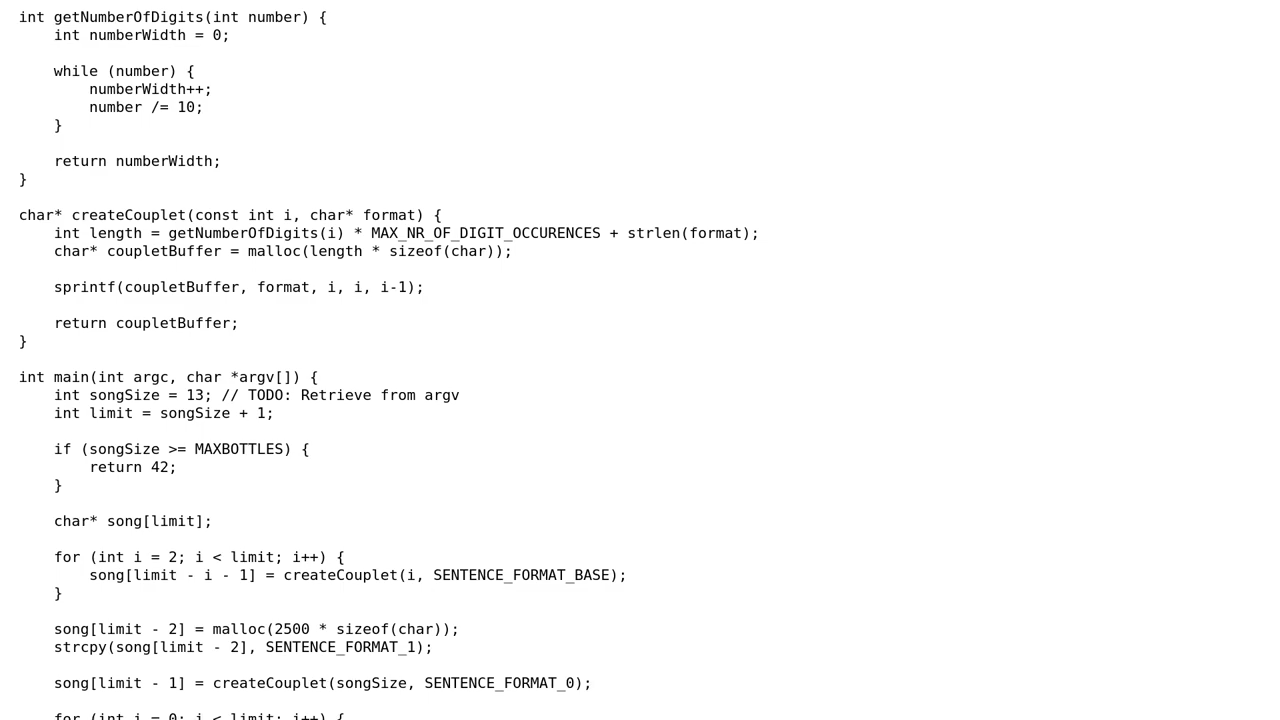 int getNumberOfDigits(int number) {
    int numberWidth = 0;

    while (number) {
        numberWidth++;
        number /= 10;
    }

    return numberWidth;
}

char* createCouplet(const int i, char* format) {
    int length = getNumberOfDigits(i) * MAX_NR_OF_DIGIT_OCCURENCES + strlen(format);
    char* coupletBuffer = malloc(length * sizeof(char));

    sprintf(coupletBuffer, format, i, i, i-1);

    return coupletBuffer;
}

int main(int argc, char *argv[]) {
    int songSize = 13; // TODO: Retrieve from argv
    int limit = songSize + 1;

    if (songSize >= MAXBOTTLES) {
        return 42;
    }

    char* song[limit];

    for (int i = 2; i < limit; i++) {
        song[limit - i - 1] = createCouplet(i, SENTENCE_FORMAT_BASE);
    }

    song[limit - 2] = malloc(2500 * sizeof(char));
    strcpy(song[limit - 2], SENTENCE_FORMAT_1);

    song[limit - 1] = createCouplet(songSize, SENTENCE_FORMAT_0);

    for (int i = 0; i < limit; i++) {